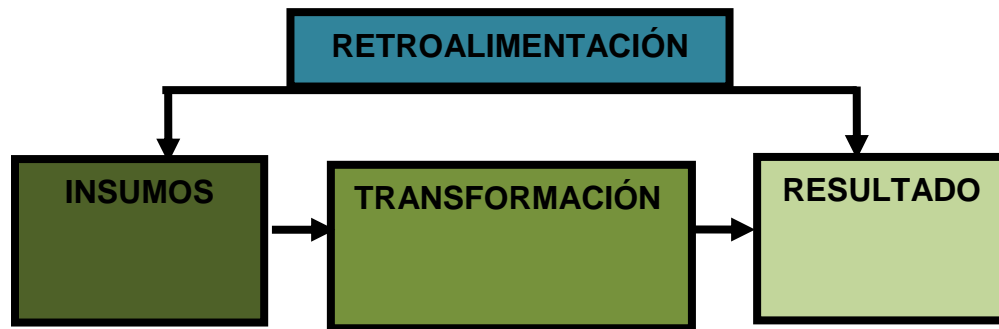 RETROALIMENTACIÓN
INSUMOS
TRANSFORMACIÓN
RESULTADO